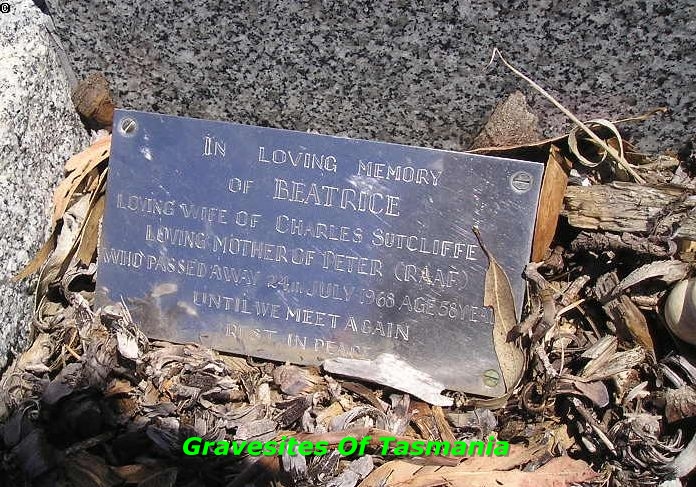 ©
IN LOVING MEMORY
OF BEATRICE
LOVING WIFE OF CHARLES SUTCLIFFE
LOVING MOTHER OF PETER (RAAF)
WHO PASSED AWAY 24TH JULY 1968 AGE 58 YEA
UNTIL WE MEET AGAIN
REST IN PEACE
Gravesites Of Tasmania